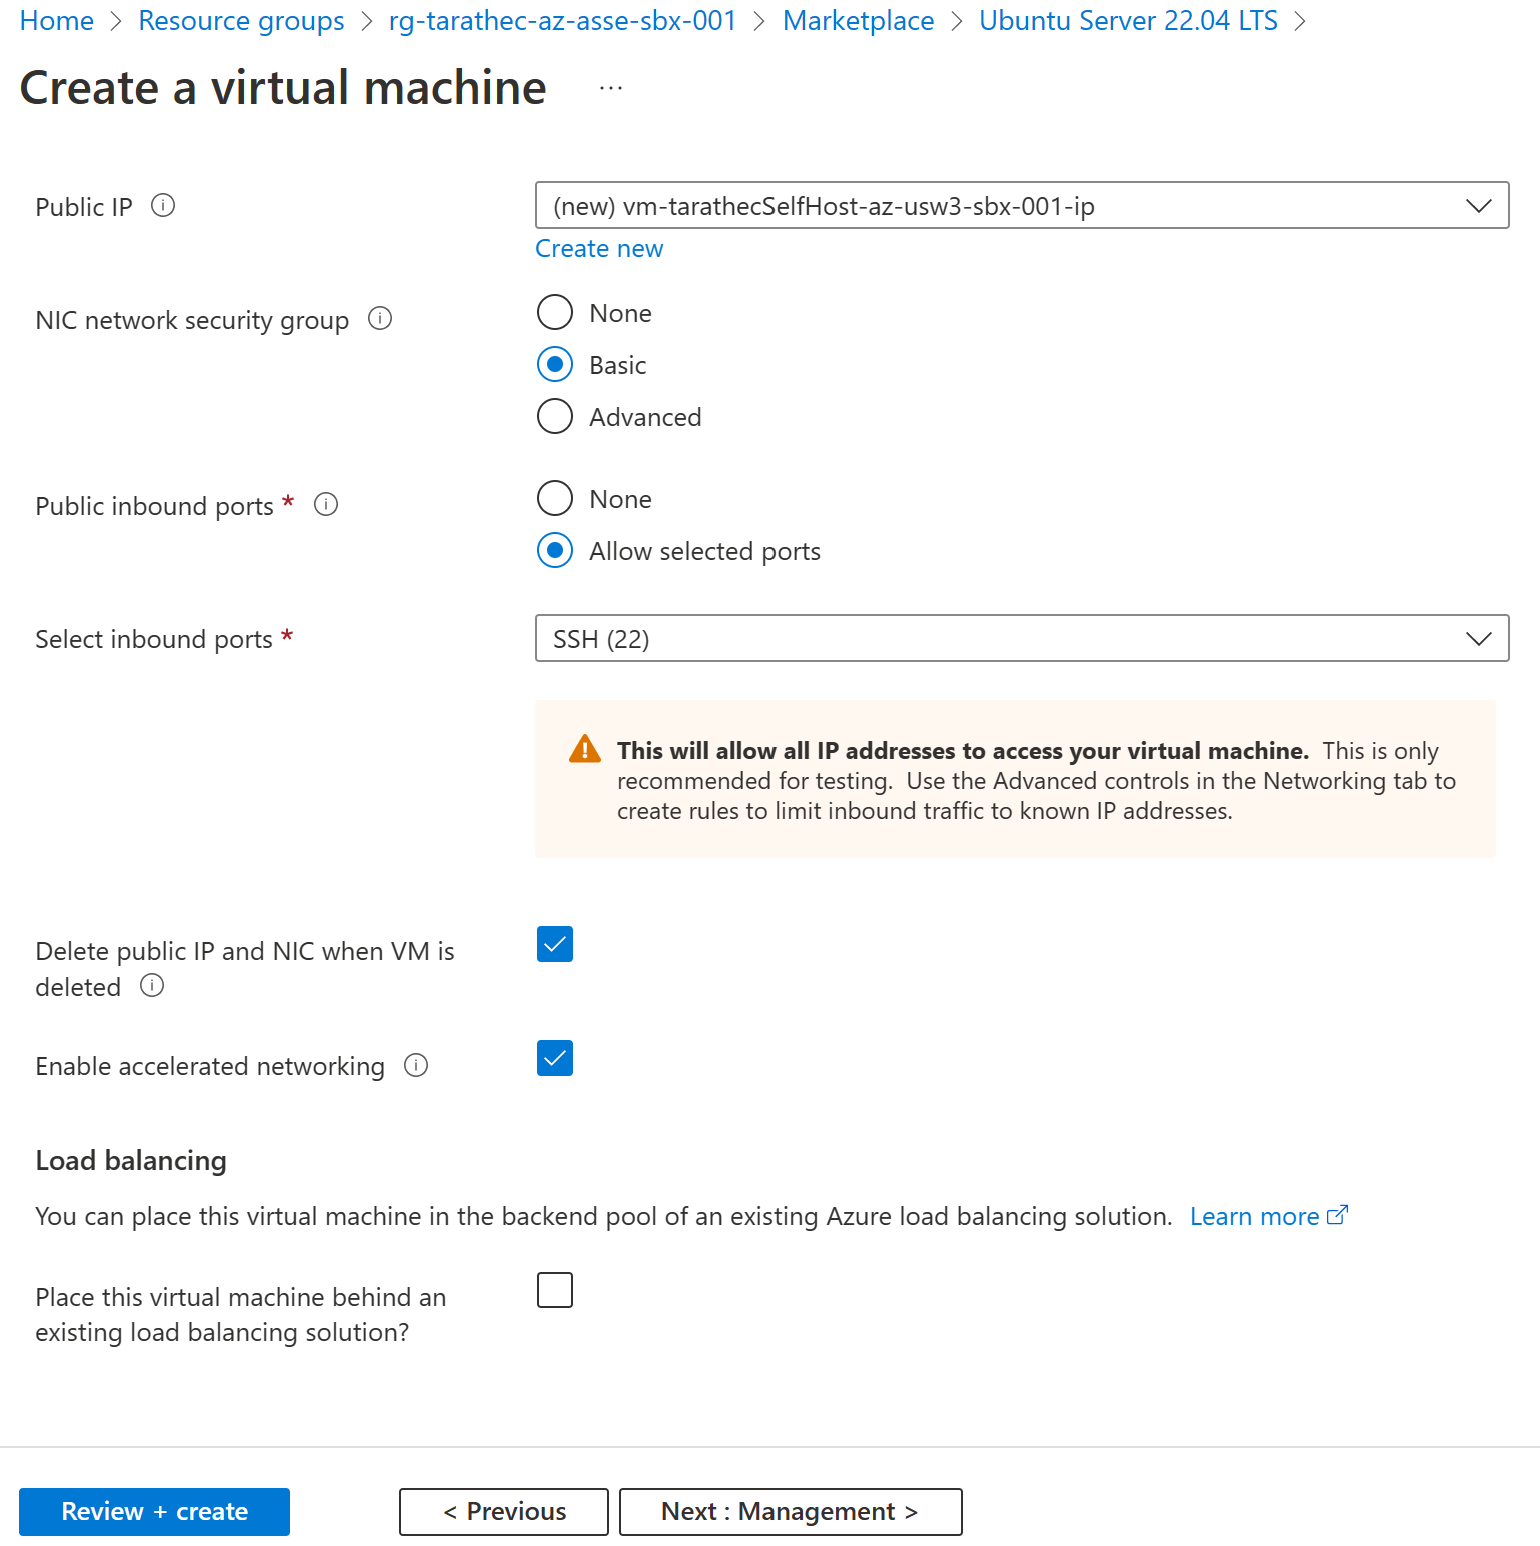 Home > Resource groups > rg-tarathec-az-asse-sbx-001 > Marketplace > Ubuntu Server 22.04 LTS >
Create a virtual machine ...
Public IP
(new) vm-tarathecSelfHost-az-usw3-sbx-001-ip
Create new
NIC network security group
None
Basic
Advanced
Public inbound ports *
None
Allow selected ports
Select inbound ports *
SSH (22)
This will allow all IP addresses to access your virtual machine. This is only
recommended for testing. Use the Advanced controls in the Networking tab to
create rules to limit inbound traffic to known IP addresses.
Delete public IP and NIC when VM is
deleted
Enable accelerated networking
Load balancing
You can place this virtual machine in the backend pool of an existing Azure load balancing solution. Learn more
Place this virtual machine behind an
existing load balancing solution?
Review + create
< Previous
Next : Management >